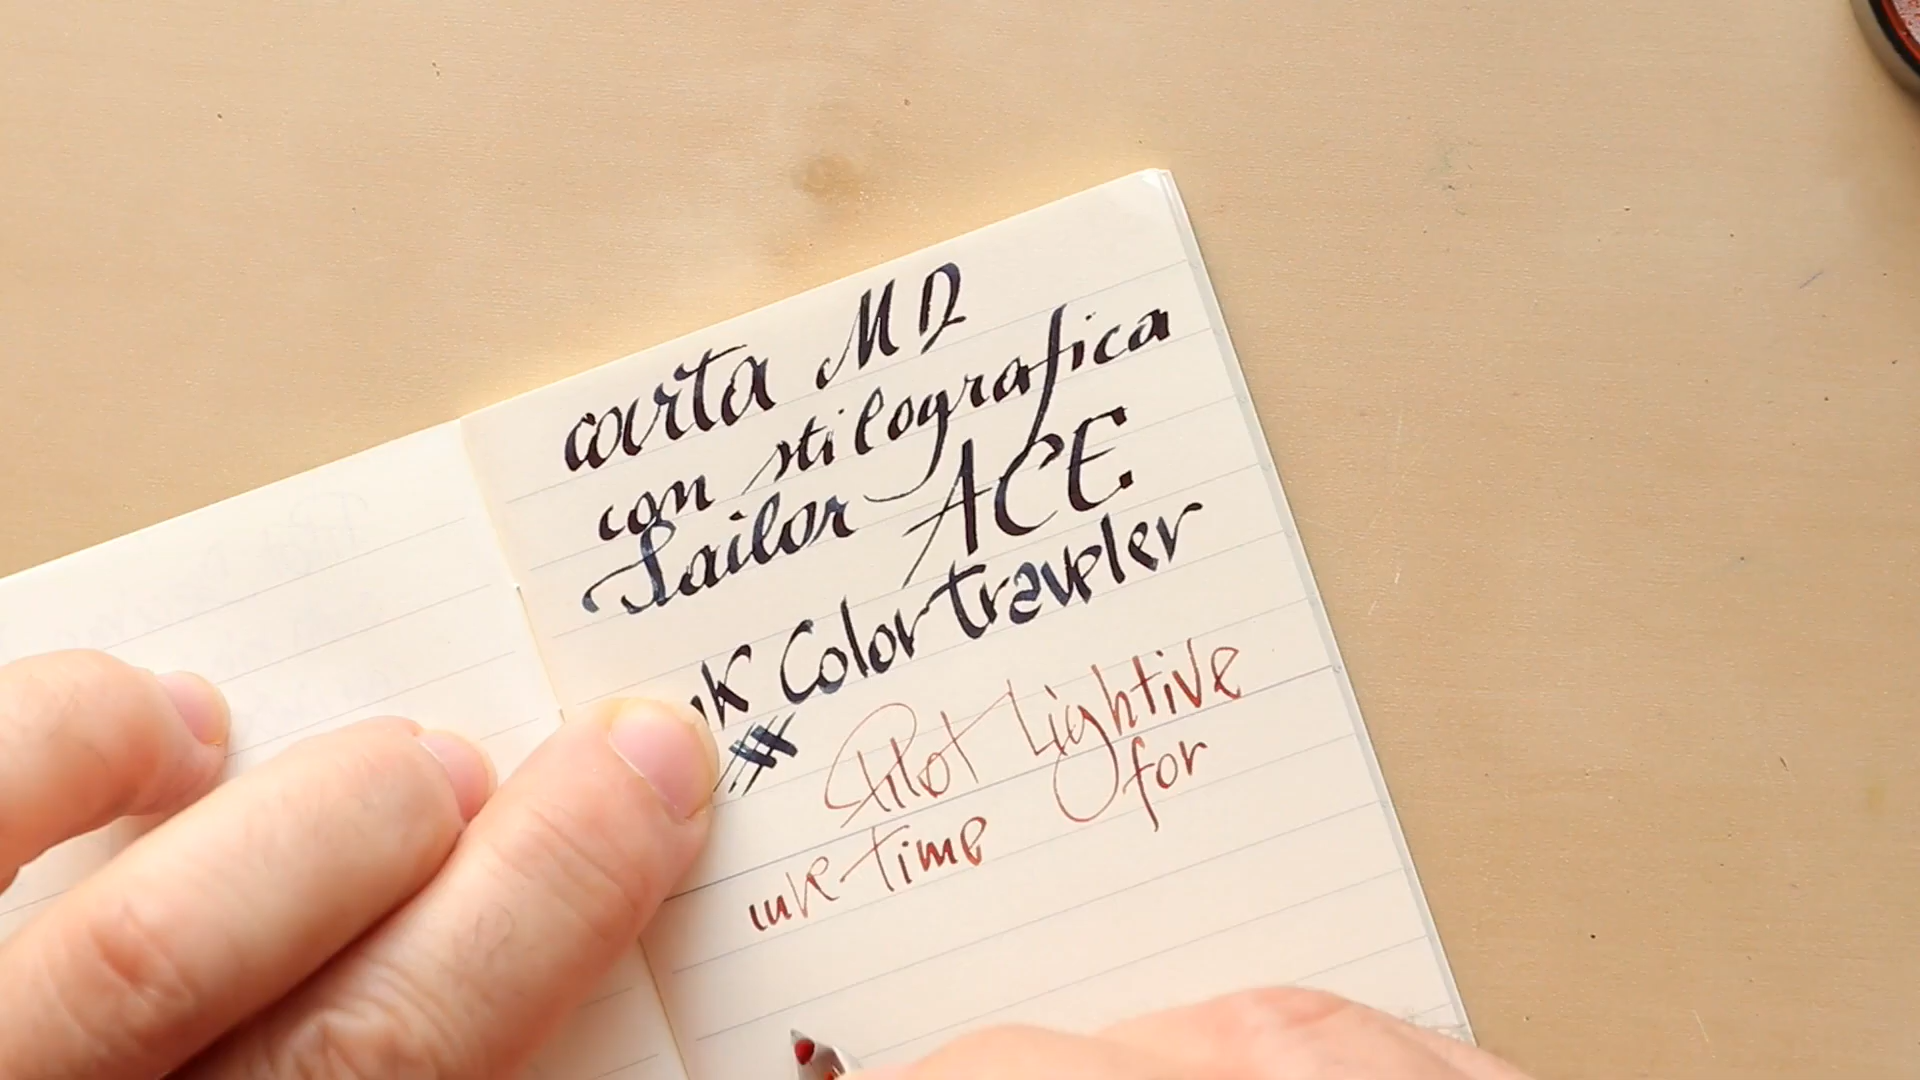 carta MD
con stilografica
Sailor ACE.
Color traveler
Pilot Lightive
ink time for